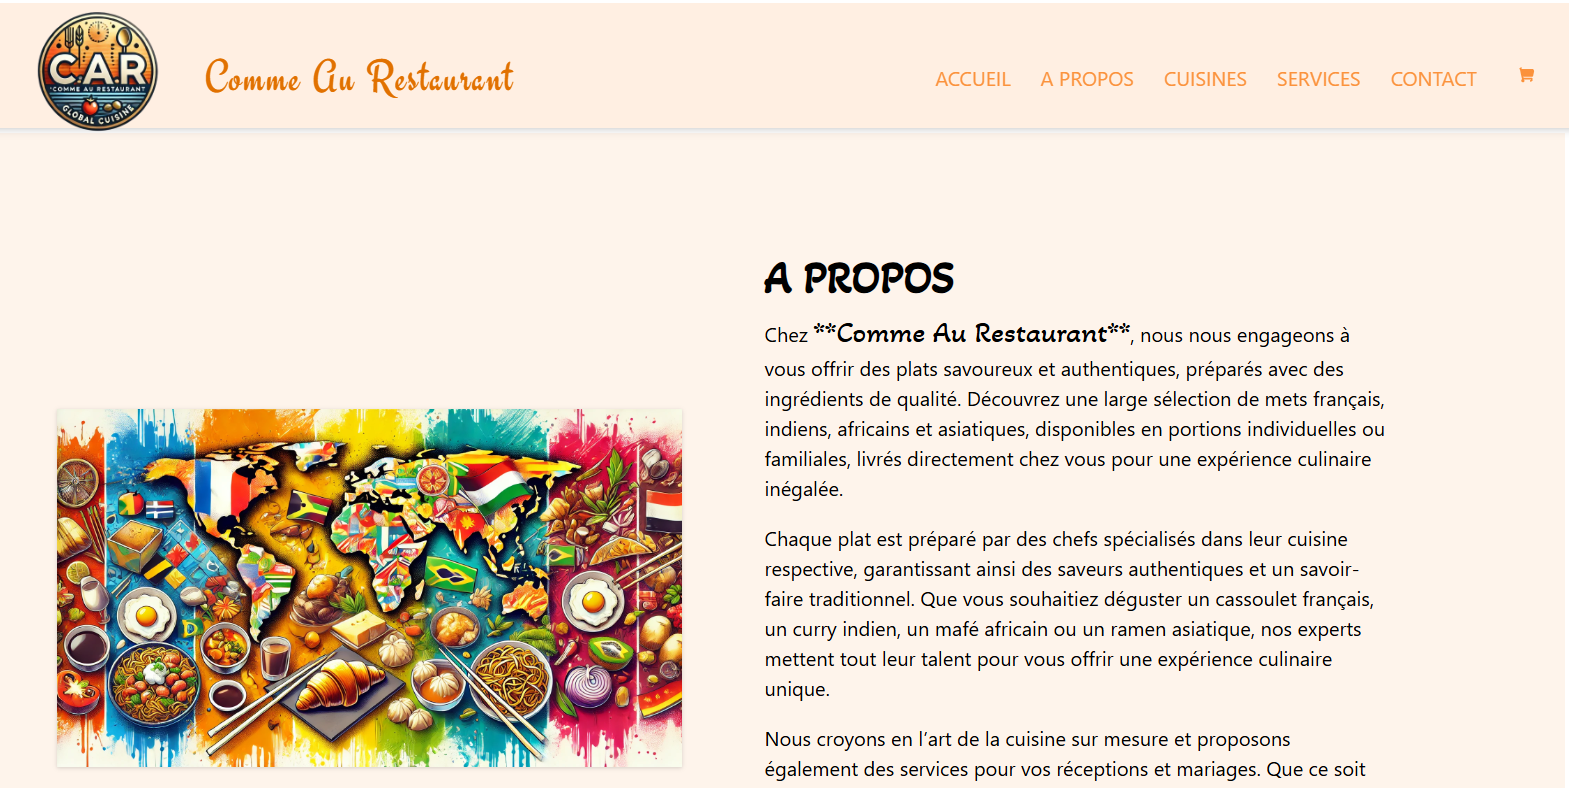 C.A.R
COMME AU RESTAURANT
GLOBAL CUISINE
Comme Au Restaurant
ACCUEIL A PROPOS CUISINES SERVICES CONTACT
A PROPOS
Chez **Comme Au Restaurant**, nous nous engageons à
vous offrir des plats savoureux et authentiques, préparés avec des
ingrédients de qualité. Découvrez une large sélection de mets français,
indiens, africains et asiatiques, disponibles en portions individuelles ou
familiales, livrés directement chez vous pour une expérience culinaire
inégalée.
Chaque plat est préparé par des chefs spécialisés dans leur cuisine
respective, garantissant ainsi des saveurs authentiques et un savoir-
faire traditionnel. Que vous souhaitiez déguster un cassoulet français,
un curry indien, un mafé africain ou un ramen asiatique, nos experts
mettent tout leur talent pour vous offrir une expérience culinaire
unique.
Nous croyons en l’art de la cuisine sur mesure et proposons
également des services pour vos réceptions et mariages. Que ce soit